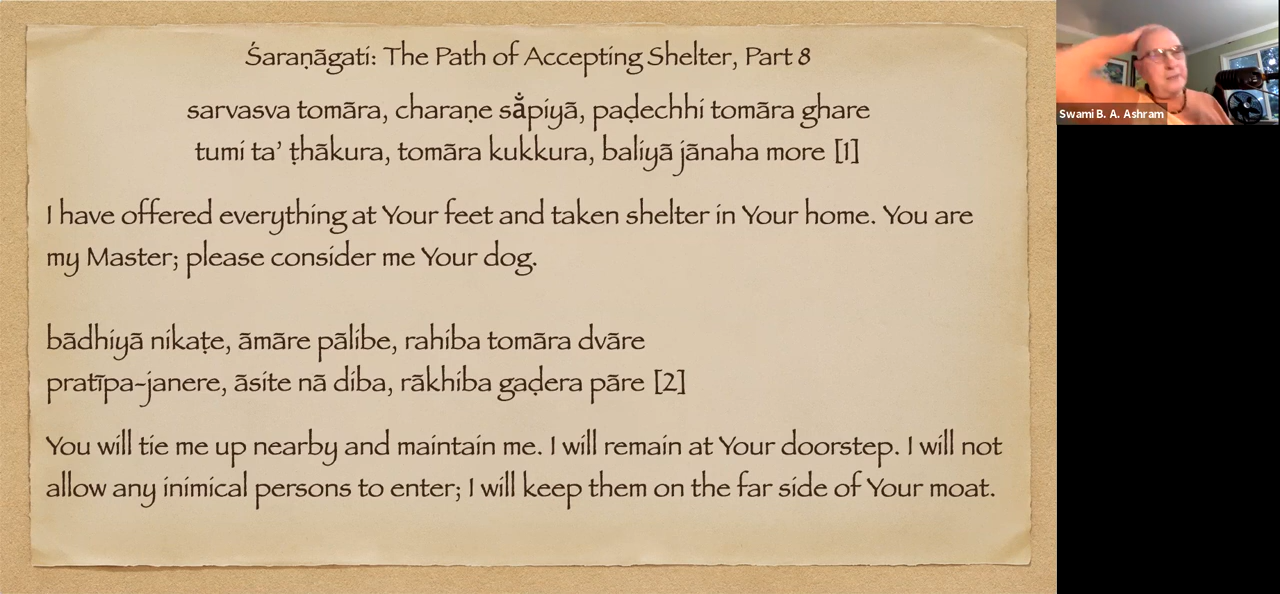 Śaraṇāgati: The Path of Accepting Shelter, Part 8
sarvasva tomāra, charaṇe sa̐̄piyā, paḍechhi tomāra ghare
tumi ta’ ṭhākura, tomāra kukkura, baliyā jānaha more [1]
I have offered everything at Your feet and taken shelter in Your home. You are
my Master; please consider me Your dog.
bādhiyā nikaṭe, āmāre pālibe, rahiba tomāra dvāre
pratīpa-janere, āsite nā diba, rākhiba gaḍera pāre [2]
You will tie me up nearby and maintain me. I will remain at Your doorstep. I will not
allow any inimical persons to enter; I will keep them on the far side of Your moat.
Swami B. A. Ashram